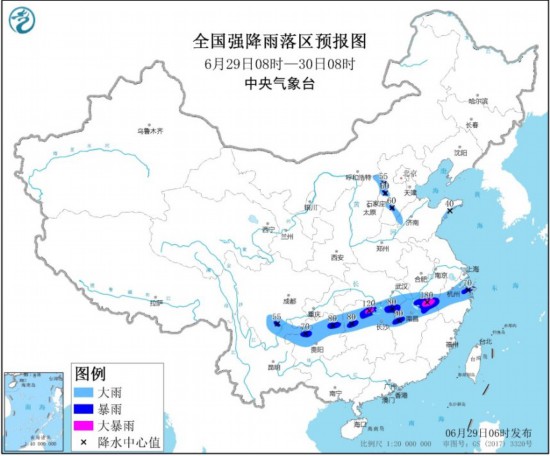 全国强降雨落区预报图
6月29日08时—30日08时
中央气象台
哈尔滨
长春
乌鲁木齐
沈阳
呼和浩特
北京
天津
55
60
石家庄
60
太原
银川
济南
40
西宁
兰州
郑州
西安
拉萨
成都
重庆
武汉
合肥
南京
上海
杭州
70
55
70
80
80
120
80
180
90
长沙
南昌
贵阳
昆明
福州
台北
南宁
广州
香港
澳门
海口
图例
大雨
暴雨
大暴雨
降水中心值
06月29日06时发布
比例尺 1:20 000 000
审图号: GS (2017) 3320号